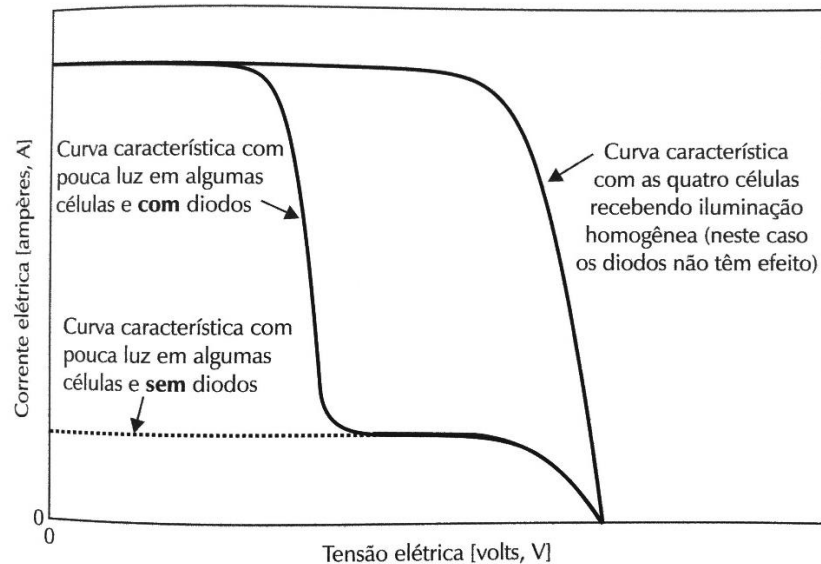 Corrente elétrica [ampères, A]
Curva característica com
pouca luz em algumas
células e com diodos
Curva característica
com as quatro células
recebendo iluminação
homogênea (neste caso
os diodos não têm efeito)
Curva característica com
pouca luz em algumas
células e sem diodos
0
0
Tensão elétrica [volts, V]